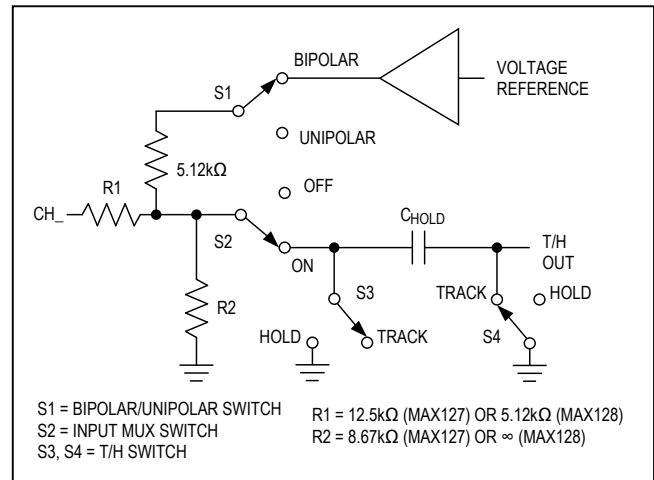 BIPOLAR
VOLTAGE
REFERENCE
S1
UNIPOLAR
5.12kΩ
OFF
R1
CH_
S2
CHOLD
ON
T/H
OUT
S3
TRACK
HOLD
R2
HOLD
TRACK
S4
S1 = BIPOLAR/UNIPOLAR SWITCH
S2 = INPUT MUX SWITCH
S3, S4 = T/H SWITCH
R1 = 12.5kΩ (MAX127) OR 5.12kΩ (MAX128)
R2 = 8.67kΩ (MAX127) OR ∞ (MAX128)